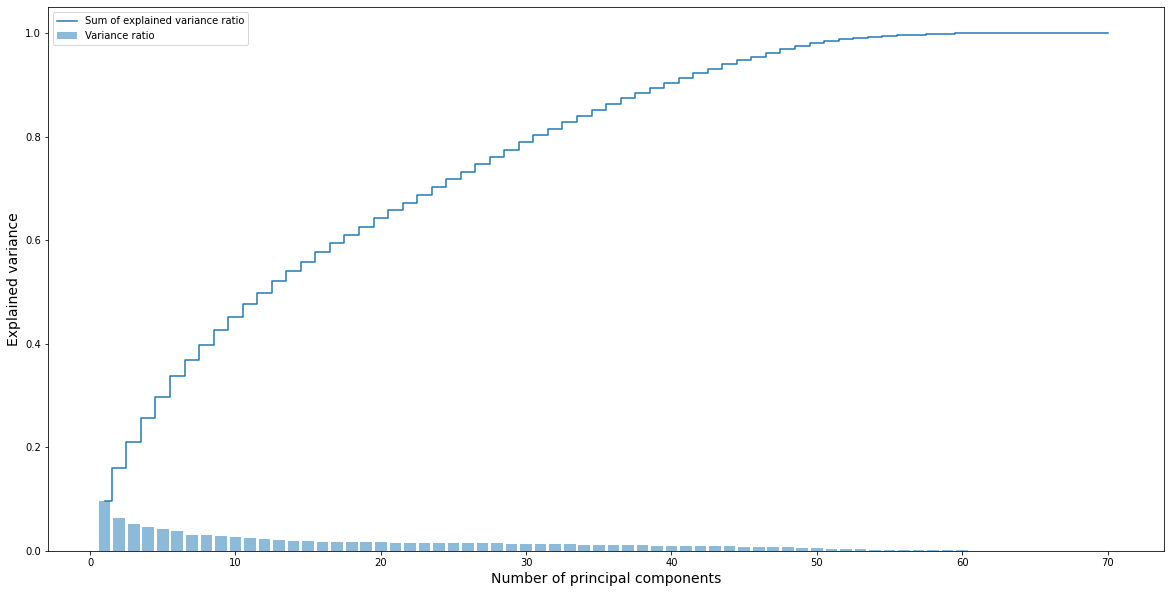 Sum of explained variance ratio
Variance ratio
1.0
0.8
0.6
0.4
0.2
0.0
Explained variance
0 10 20 30 40 50 60 70
Number of principal components